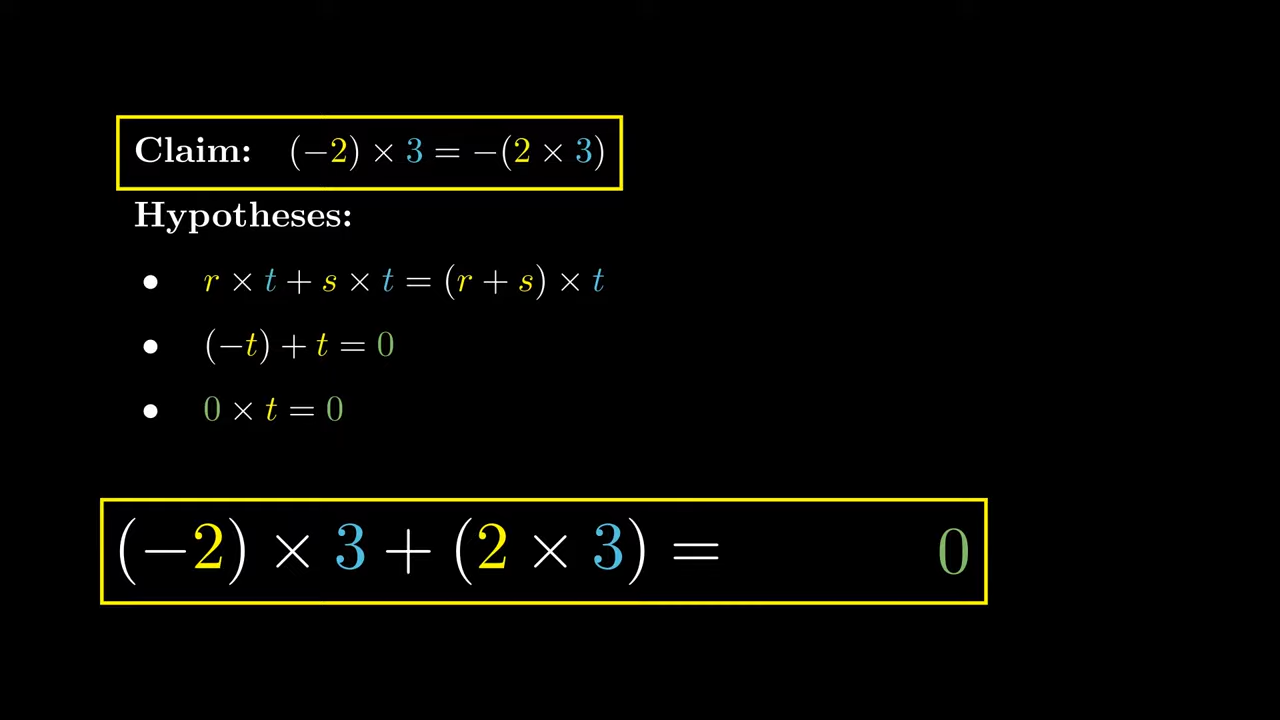 Claim: (−2) × 3 = −(2 × 3)
Hypotheses:
• r × t + s × t = (r + s) × t
• (−t) + t = 0
• 0 × t = 0
(−2) × 3 + (2 × 3) = 0